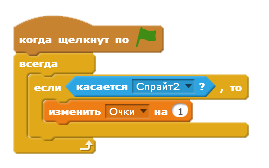 когда щелкнут по
всегда
если касается Спрайт2 ? , то
изменить Очки на 1